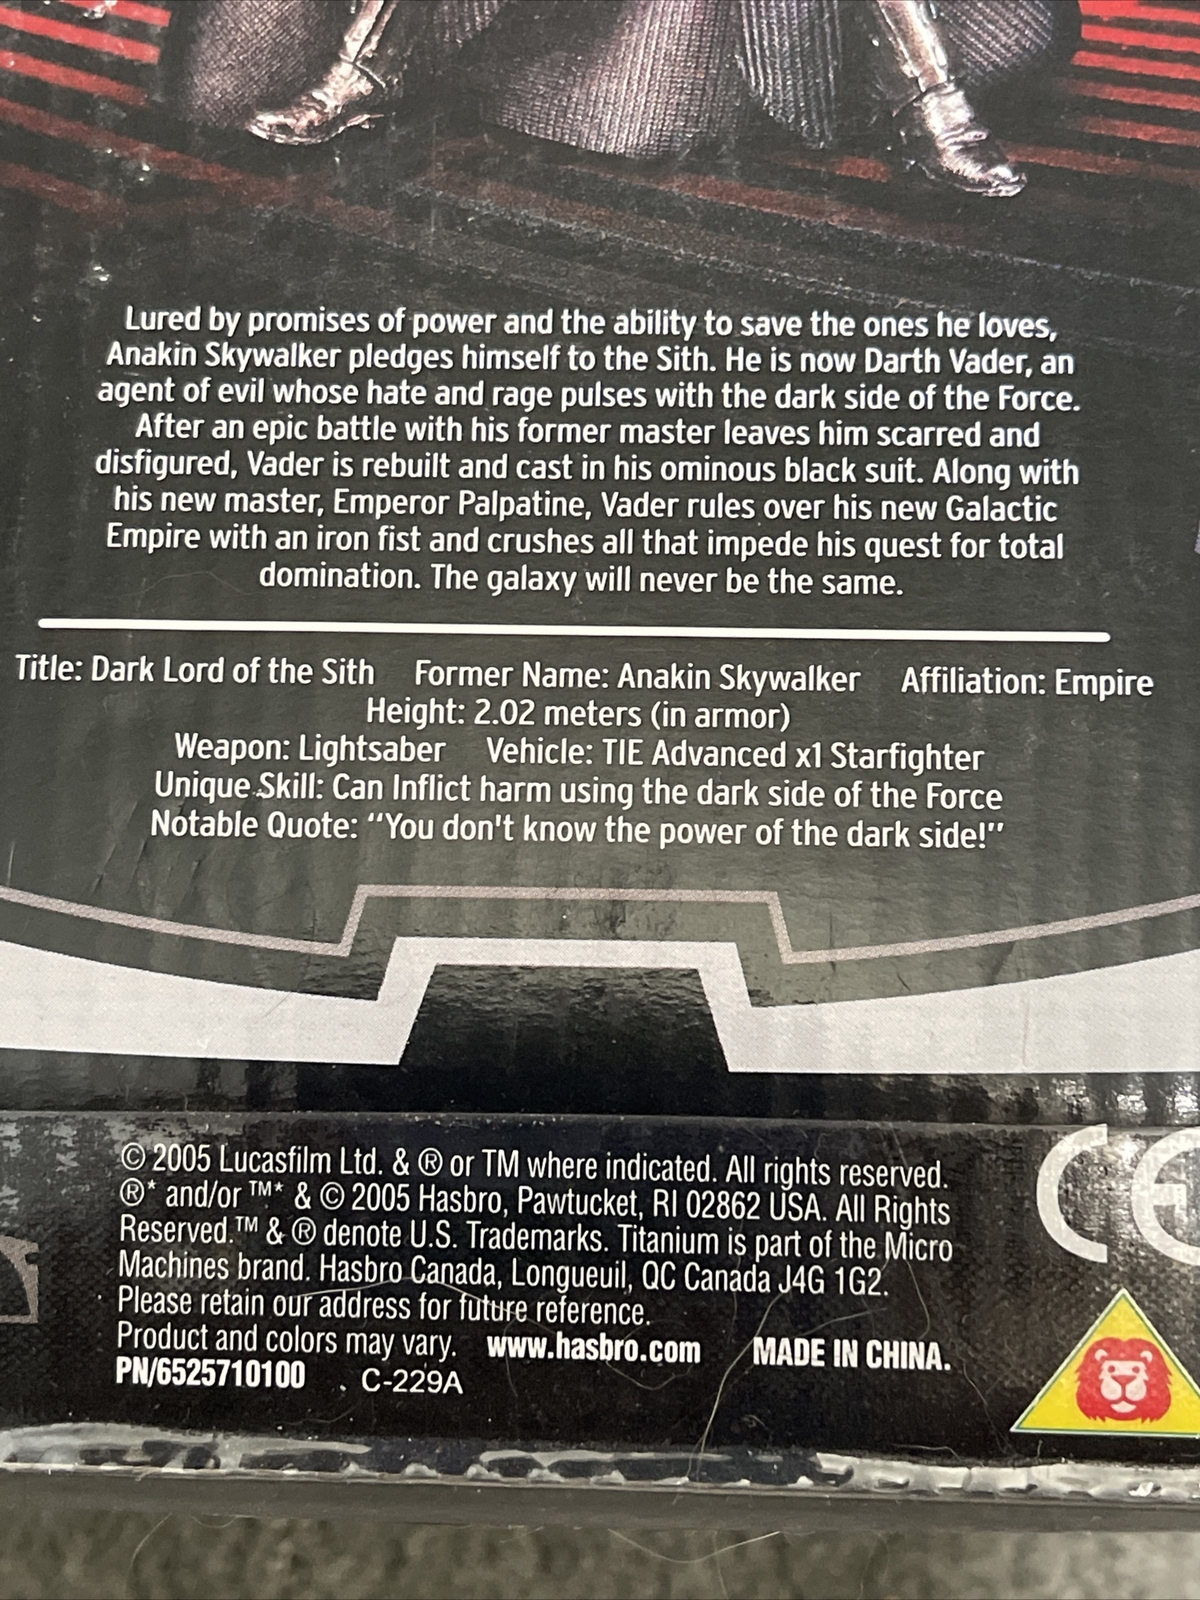 Lured by promises of power and the ability to save the ones he loves,
Anakin Skywalker pledges himself to the Sith. He is now Darth Vader, an
agent of evil whose hate and rage pulses with the dark side of the Force.
After an epic battle with his former master leaves him scarred and
disfigured, Vader is rebuilt and cast in his ominous black suit. Along with
his new master, Emperor Palpatine, Vader rules over his new Galactic
Empire with an iron fist and crushes all that impede his quest for total
domination. The galaxy will never be the same.
Title: Dark Lord of the Sith Former Name: Anakin Skywalker Affiliation: Empire
Height: 2.02 meters (in armor)
Weapon: Lightsaber Vehicle: TIE Advanced x1 Starfighter
Unique Skill: Can Inflict harm using the dark side of the Force
Notable Quote: “You don't know the power of the dark side!”
© 2005 Lucasfilm Ltd. & ® or TM where indicated. All rights reserved.
®* and/or ™* & © 2005 Hasbro, Pawtucket, RI 02862 USA. All Rights
Reserved.™ & ® denote U.S. Trademarks. Titanium is part of the Micro
Machines brand. Hasbro Canada, Longueuil, QC Canada J4G 1G2.
Please retain our address for future reference.
Product and colors may vary. www.hasbro.com MADE IN CHINA.
PN/6525710100 . C-229A
CE